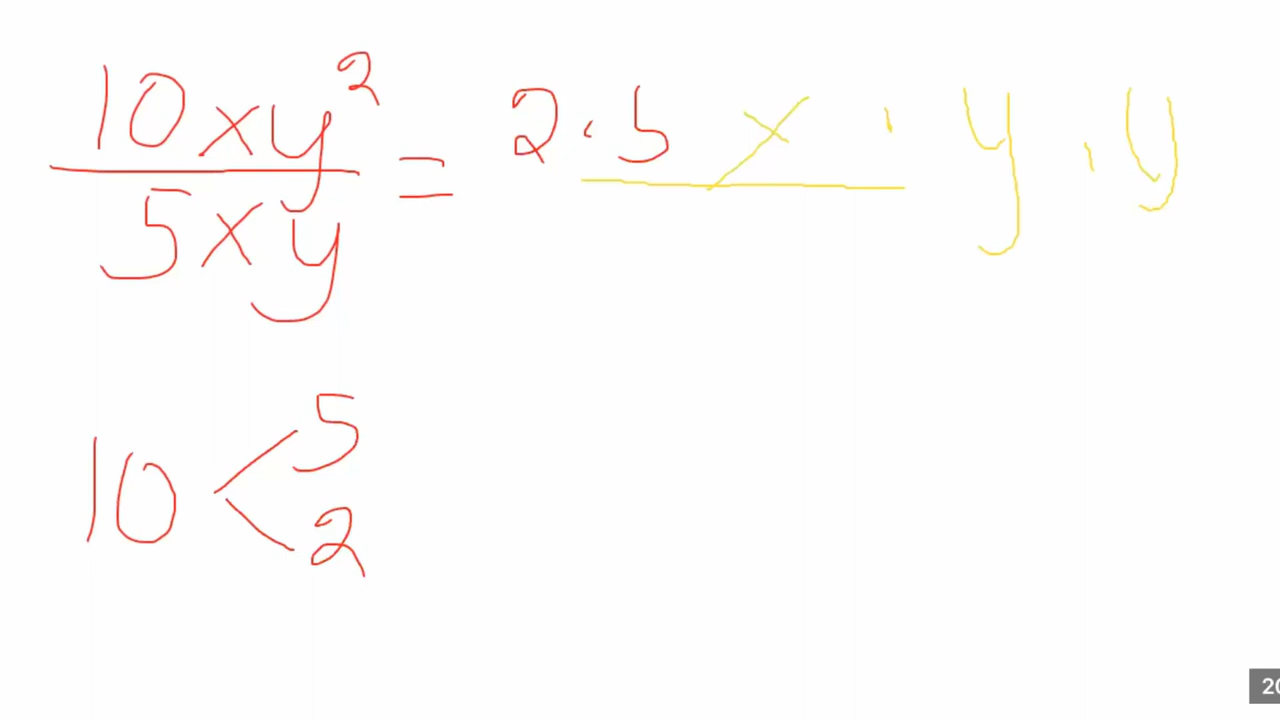 10xy² = 2·5 x · y · y
5xy
10 < 5
2